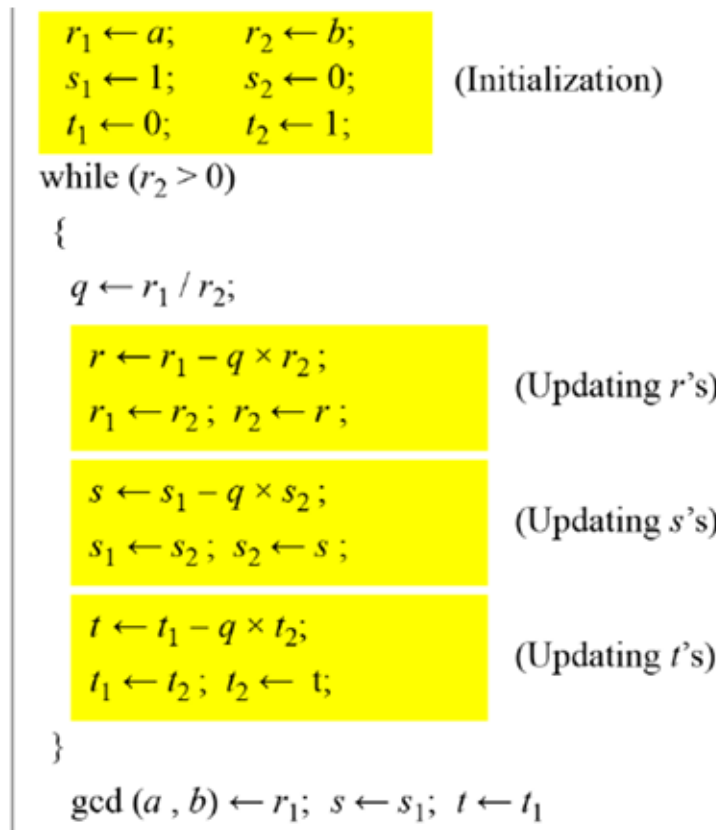 r₁ ← a; r₂ ← b;
s₁ ← 1; s₂ ← 0; (Initialization)
t₁ ← 0; t₂ ← 1;
while (r₂ > 0)
{
q ← r₁ / r₂;
r ← r₁ − q × r₂ ;
(Updating r's)
r₁ ← r₂ ; r₂ ← r ;
s ← s₁ − q × s₂ ;
(Updating s's)
s₁ ← s₂ ; s₂ ← s ;
t ← t₁ − q × t₂;
(Updating t's)
t₁ ← t₂ ; t₂ ← t;
}
gcd (a , b) ← r₁; s ← s₁; t ← t₁